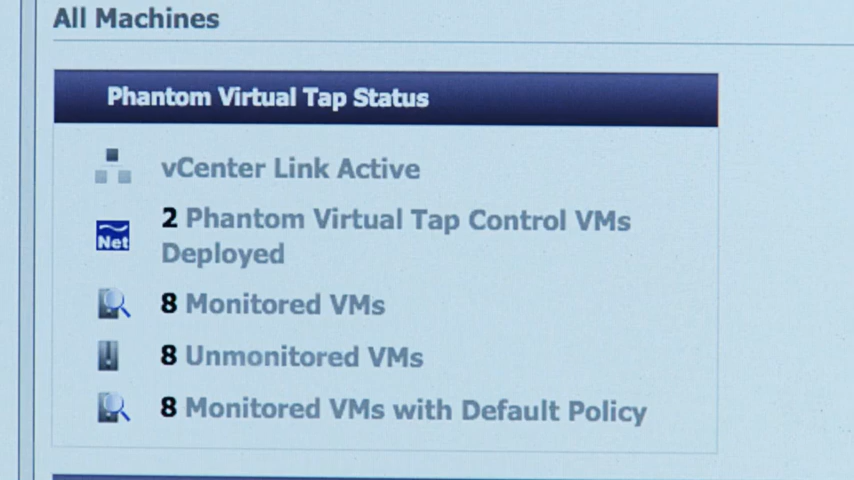 All Machines
Phantom Virtual Tap Status
vCenter Link Active
2 Phantom Virtual Tap Control VMs
Deployed
Net
8 Monitored VMs
8 Unmonitored VMs
8 Monitored VMs with Default Policy